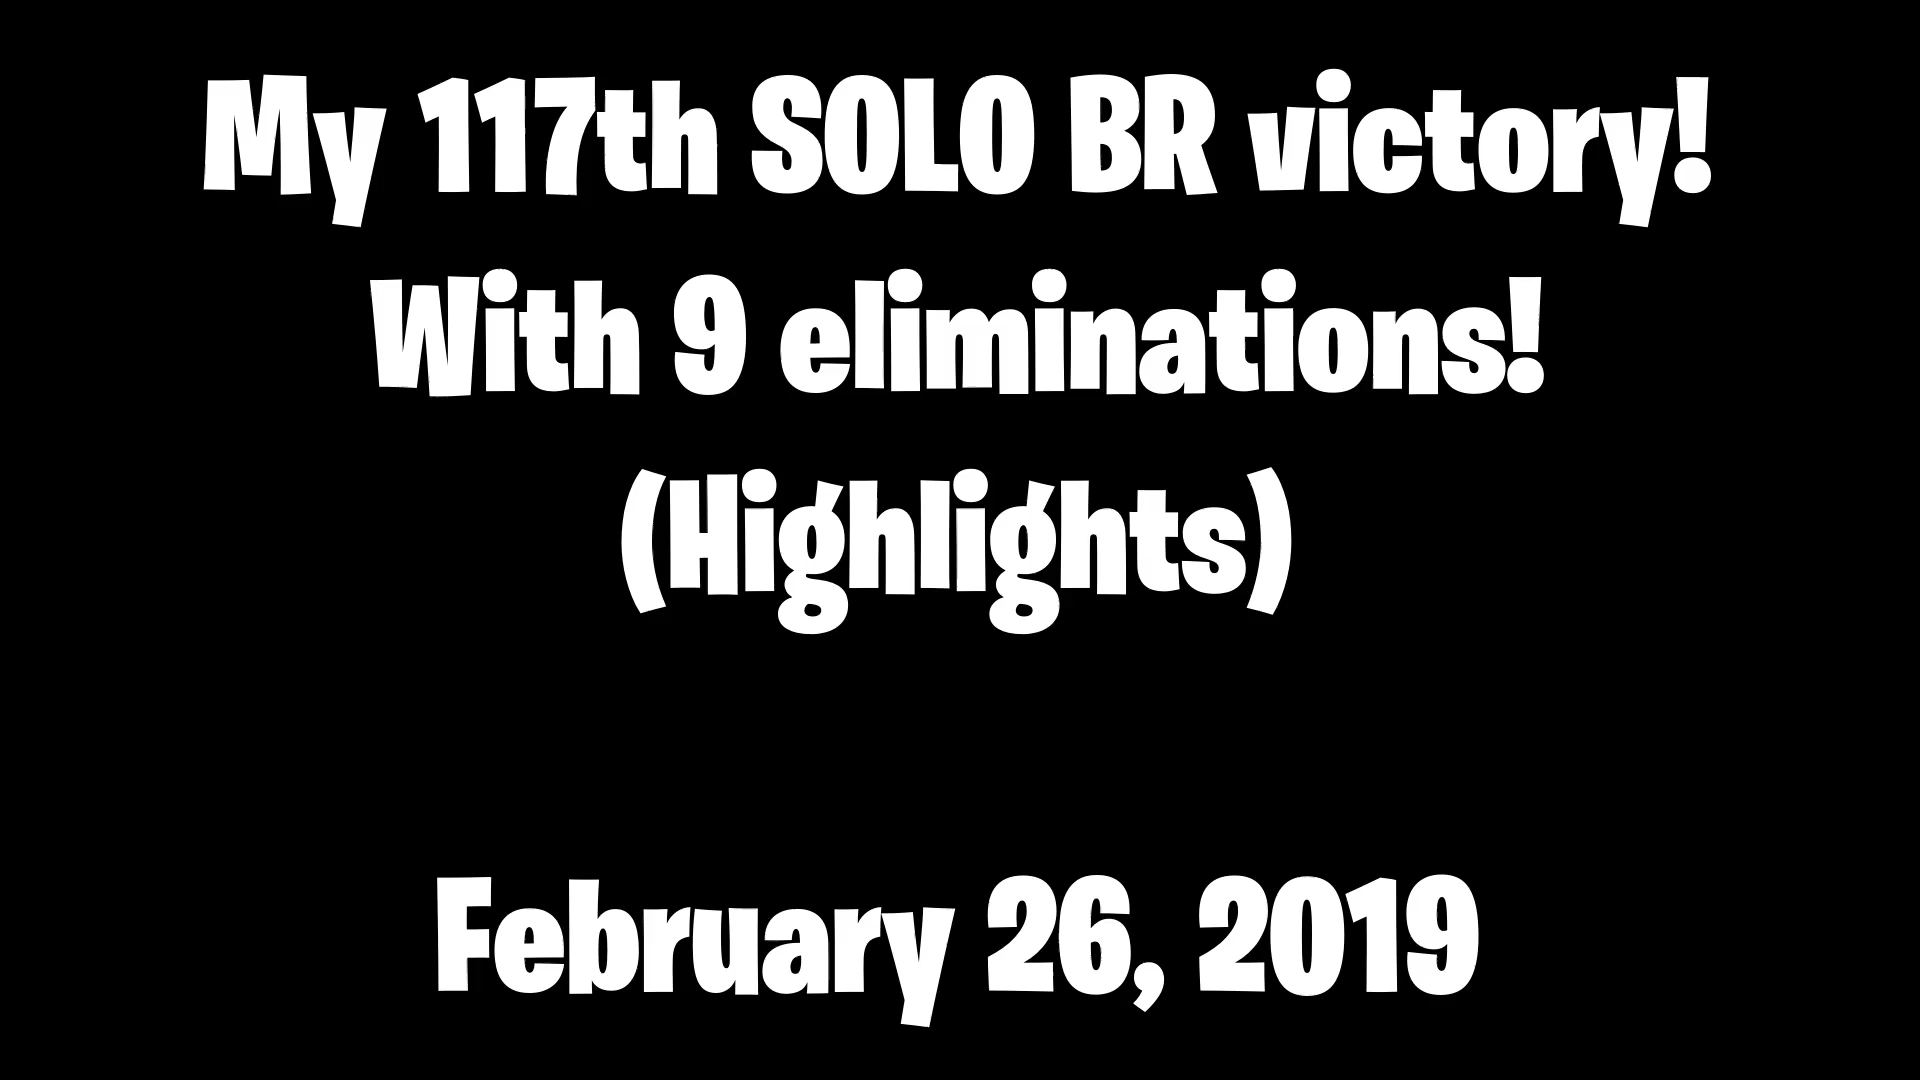 My 117th SOLO BR victory!
With 9 eliminations!
(Highlights)
February 26, 2019